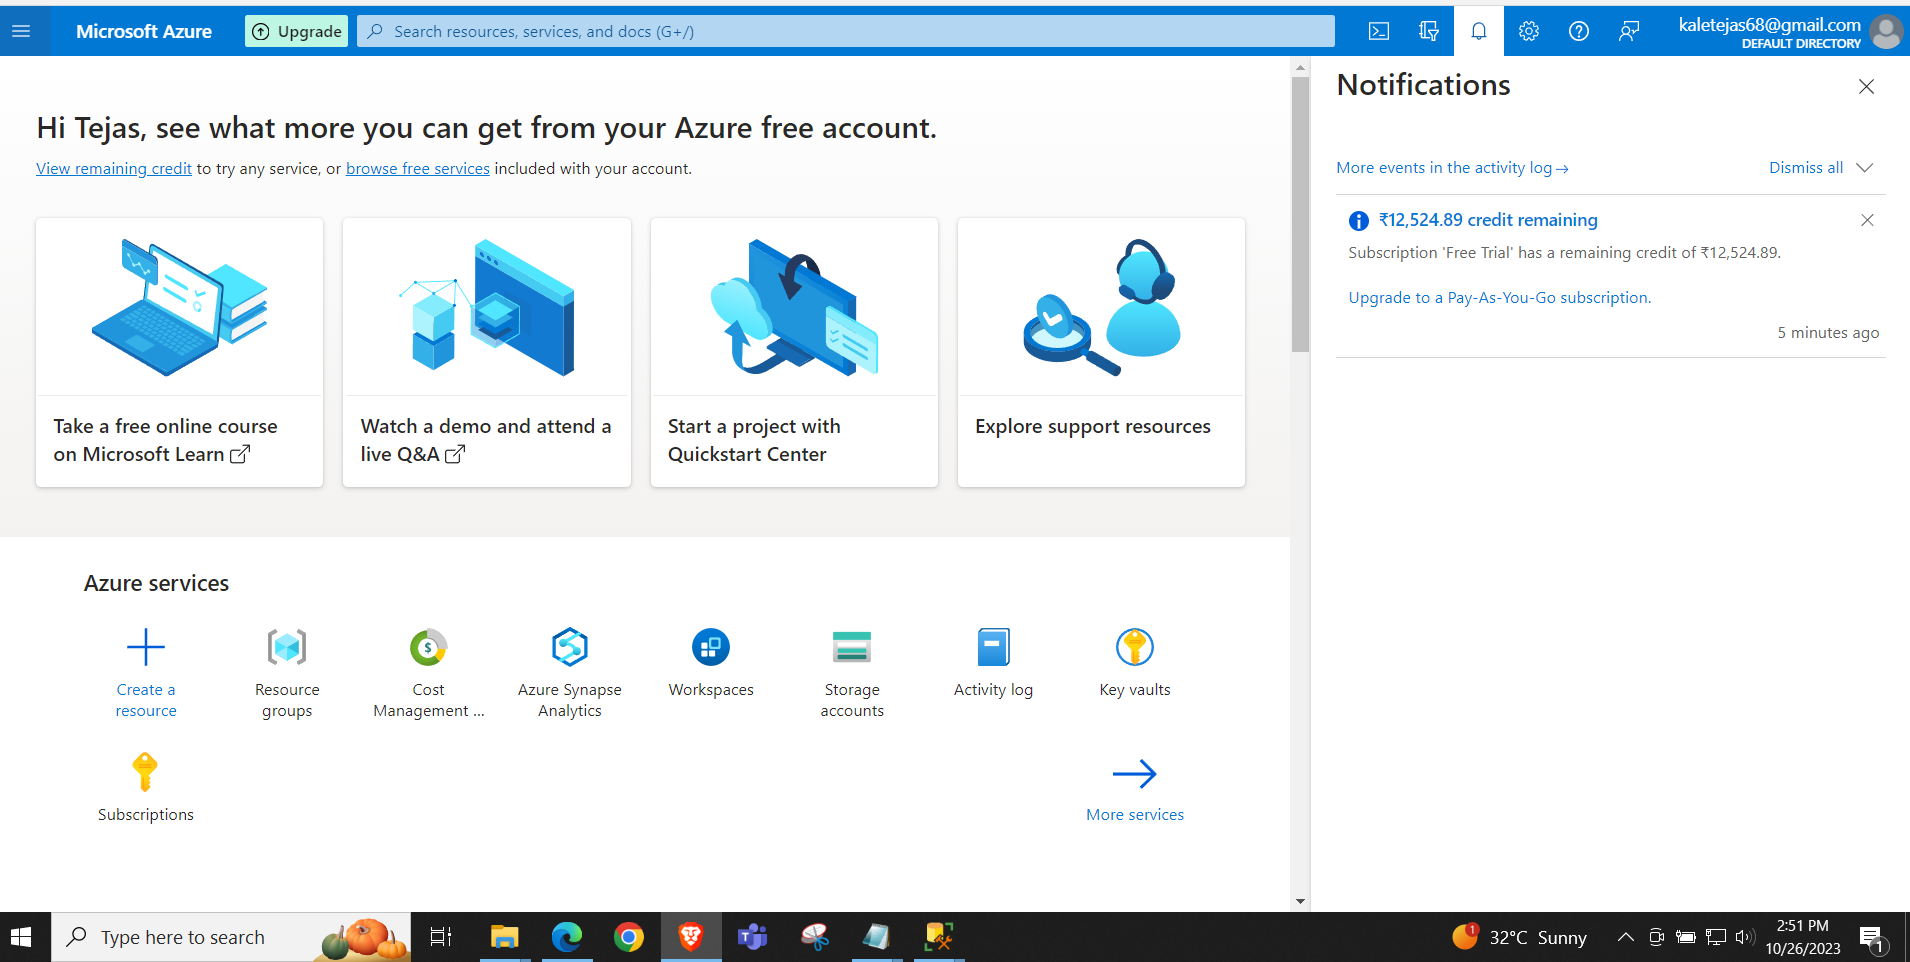 Microsoft Azure
Upgrade
Search resources, services, and docs (G+/)
kaletejas68@gmail.com
DEFAULT DIRECTORY
Hi Tejas, see what more you can get from your Azure free account.
View remaining credit to try any service, or browse free services included with your account.
Take a free online course
on Microsoft Learn
Watch a demo and attend a
live Q&A
Start a project with
Quickstart Center
Explore support resources
Azure services
Create a
resource
Resource
groups
Cost
Management ...
Azure Synapse
Analytics
Workspaces
Storage
accounts
Activity log
Key vaults
Subscriptions
More services
Notifications
More events in the activity log→
Dismiss all
₹12,524.89 credit remaining
Subscription 'Free Trial' has a remaining credit of ₹12,524.89.
Upgrade to a Pay-As-You-Go subscription.
5 minutes ago
Type here to search
1
32°C Sunny
2:51 PM
10/26/2023
1